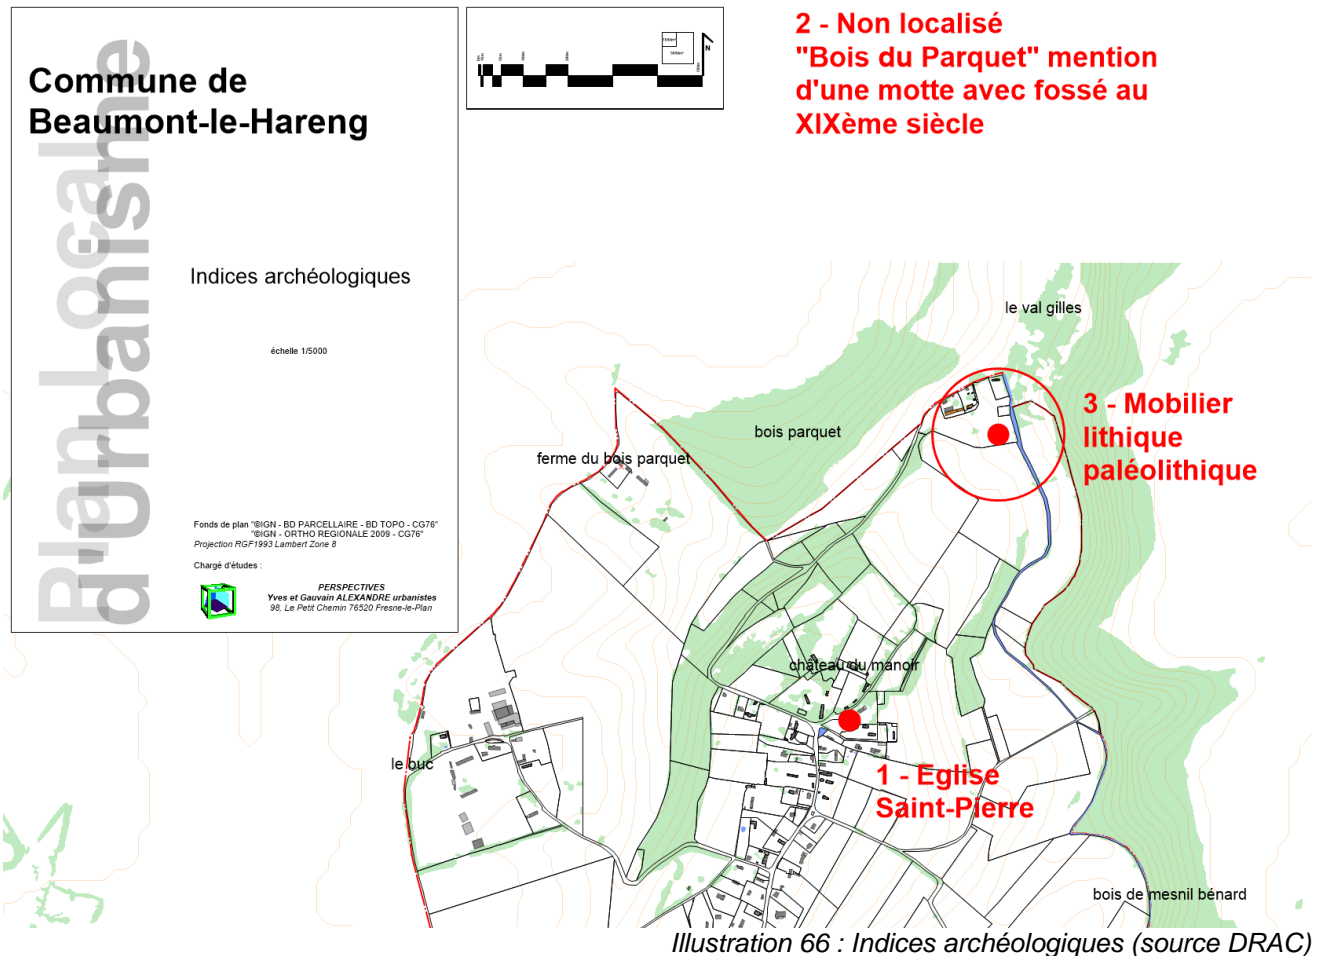 Plan Local
d'Urbanisme
Commune de
Beaumont-le-Hareng
Indices archéologiques
échelle 1/5000
Fonds de plan "©IGN - BD PARCELLAIRE - BD TOPO - CG76"
"©IGN - ORTHO REGIONALE 2009 - CG76"
Projection RGF1993 Lambert Zone 8
Chargé d'études :
PERSPECTIVES
Yves et Gauvain ALEXANDRE urbanistes
98, Le Petit Chemin 76520 Fresne-le-Plan
N
2 - Non localisé
"Bois du Parquet" mention
d'une motte avec fossé au
XIXème siècle
le val gilles
3 - Mobilier
lithique
paléolithique
bois parquet
ferme du bois parquet
château du manoir
le buc
1 - Eglise
Saint-Pierre
bois de mesnil bénard
Illustration 66 : Indices archéologiques (source DRAC)